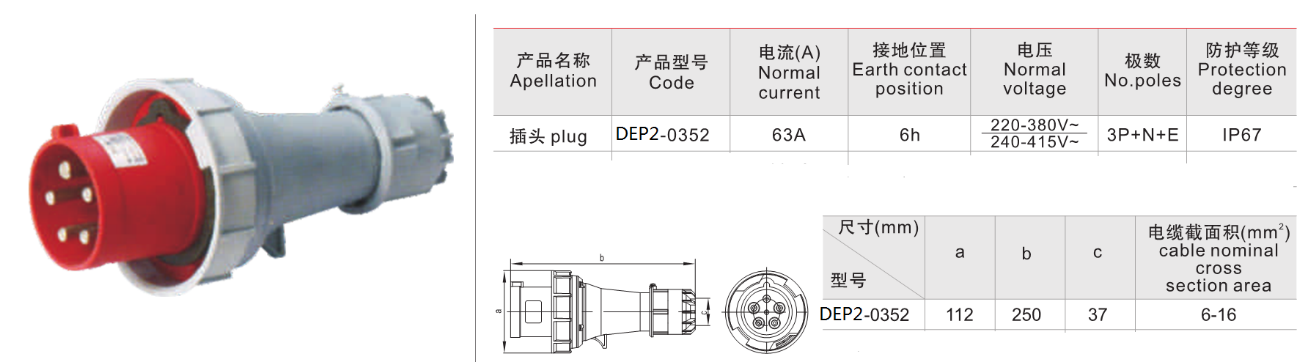 产品名称
Apellation
产品型号
Code
电流(A)
Normal
current
接地位置
Earth contact
position
电压
Normal
voltage
极数
No.poles
防护等级
Protection
degree
插头 plug
DEP2-0352
63A
6h
220-380V~
240-415V~
3P+N+E
IP67
尺寸(mm)
型号
a
b
c
电缆截面积(mm²)
cable nominal
cross
section area
DEP2-0352
112
250
37
6-16
b
a
c